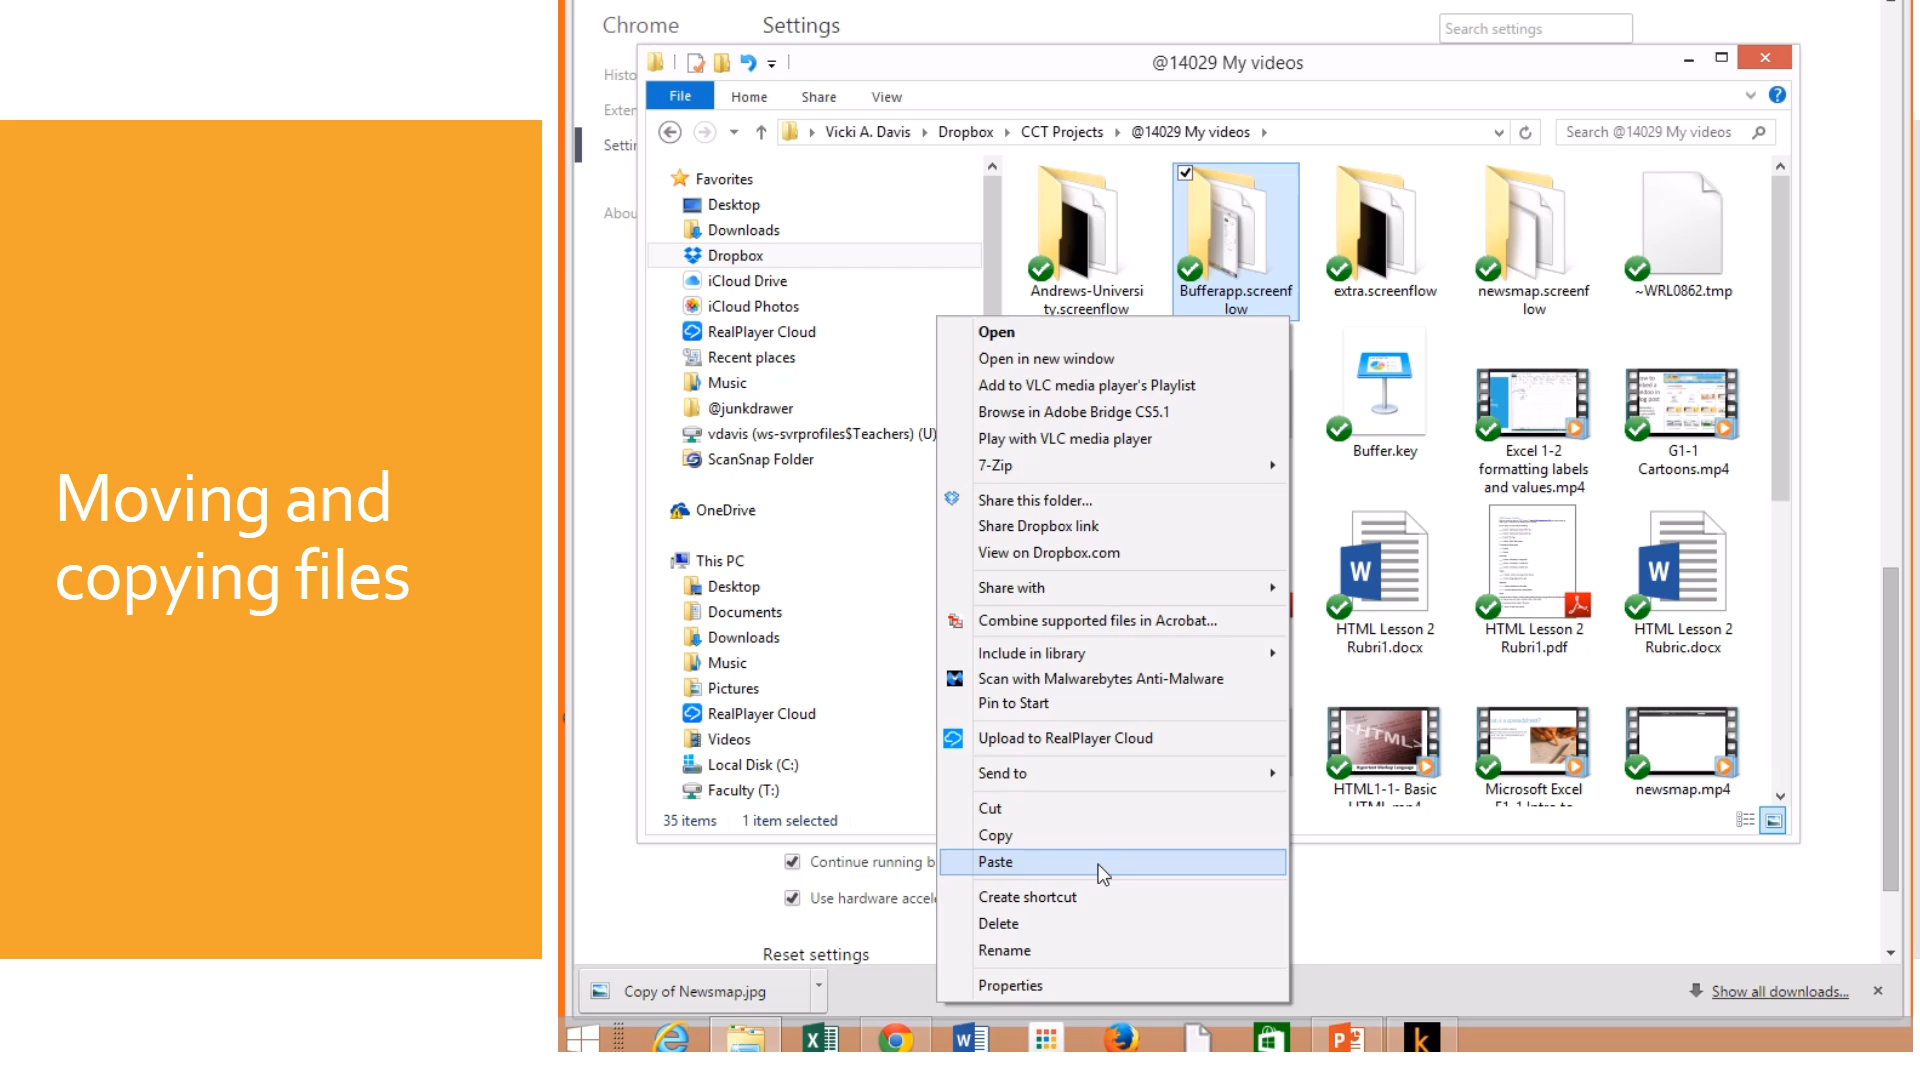 Moving and
copying files
Chrome
Settings
Search settings
Histo
Exter
Settir
Abou
@14029 My videos
File
Home
Share
View
Vicki A. Davis
Dropbox
CCT Projects
@14029 My videos
Search @14029 My videos
Favorites
Desktop
Downloads
Dropbox
iCloud Drive
iCloud Photos
RealPlayer Cloud
Recent places
Music
@junkdrawer
vdavis (ws-svrprofiles$Teachers) (U)
ScanSnap Folder
OneDrive
This PC
Desktop
Documents
Downloads
Music
Pictures
RealPlayer Cloud
Videos
Local Disk (C:)
Faculty (T:)
35 items
1 item selected
Andrews-Universi
ty.screenflow
Bufferapp.screenf
low
extra.screenflow
newsmap.screenf
low
~WRL0862.tmp
Buffer.key
Excel 1-2
formatting labels
and values.mp4
G1-1
Cartoons.mp4
HTML Lesson 2
Rubri1.docx
HTML Lesson 2
Rubri1.pdf
HTML Lesson 2
Rubric.docx
HTML1-1- Basic
HTML.mp4
Microsoft Excel
E1-1 Intro to
newsmap.mp4
Open
Open in new window
Add to VLC media player's Playlist
Browse in Adobe Bridge CS5.1
Play with VLC media player
7-Zip
Share this folder...
Share Dropbox link
View on Dropbox.com
Share with
Combine supported files in Acrobat...
Include in library
Scan with Malwarebytes Anti-Malware
Pin to Start
Upload to RealPlayer Cloud
Send to
Cut
Copy
Paste
Create shortcut
Delete
Rename
Properties
Continue running b
Use hardware accele
Reset settings
Copy of Newsmap.jpg
Show all downloads...